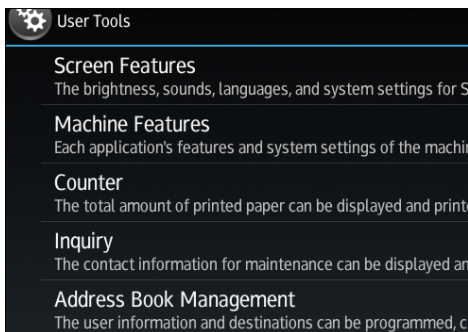 User Tools
Screen Features
The brightness, sounds, languages, and system settings for S
Machine Features
Each application's features and system settings of the machin
Counter
The total amount of printed paper can be displayed and printe
Inquiry
The contact information for maintenance can be displayed an
Address Book Management
The user information and destinations can be programmed, c